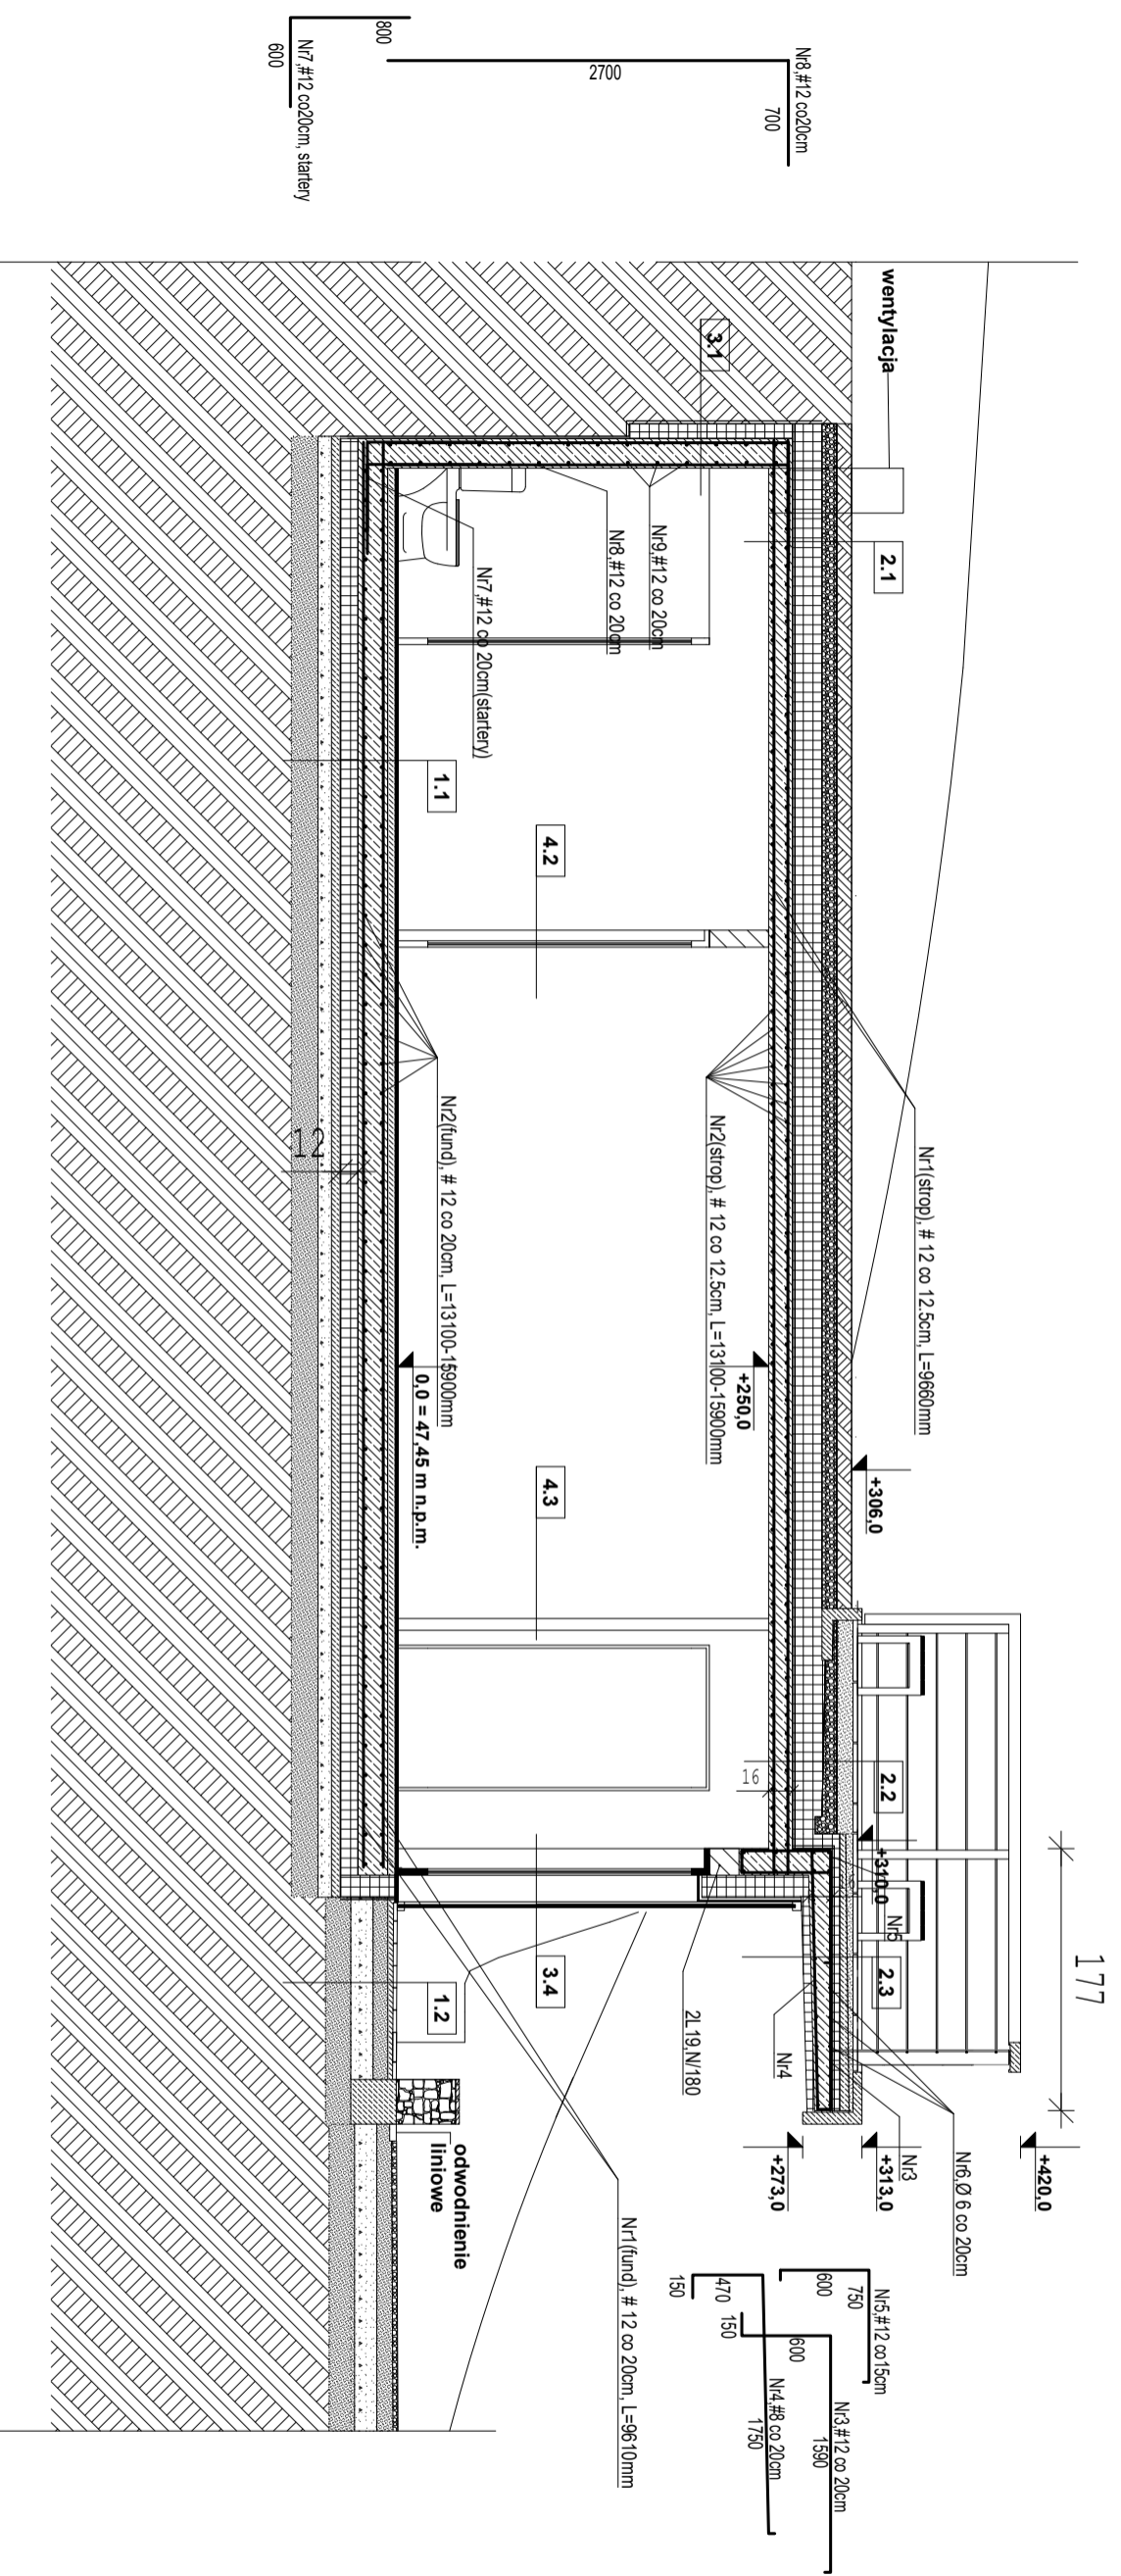 Nr8,#12 co20cm
700
2700
800
600
Nr7,#12 co20cm, startery
wentylacja
3.1
2.1
Nr9,#12 co 20cm
Nr8,#12 co 20cm
Nr7,#12 co 20cm(startery)
1.1
4.2
Nr1(strop), # 12 co 12.5cm, L=9660mm
Nr2(strop), # 12 co 12.5cm, L=13100-15900mm
Nr2(fund), # 12 co 20cm, L=13100-15900mm
12
+250,0
0,0 = 47,45 m n.p.m.
+306,0
4.3
16
2.2
+310,0
Nr5
2.3
177
3.4
1.2
2L19,N/180
Nr4
Nr3
Nr6,Ø 6 co 20cm
+420,0
+313,0
+273,0
odwodnienie
liniowe
Nr1(fund), # 12 co 20cm, L=9610mm
Nr5,#12 co15cm
750
600
Nr3,#12 co 20cm
1590
600
150
Nr4,#8 co 20cm
1750
470
150